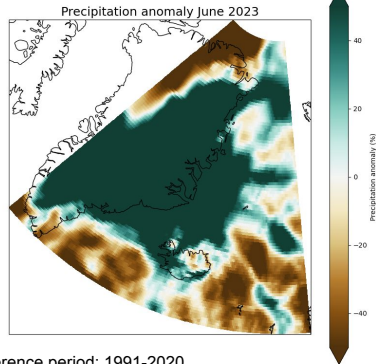 Precipitation anomaly June 2023
40
20
0
−20
−40
Precipitation anomaly (%)
erence period: 1991-2020